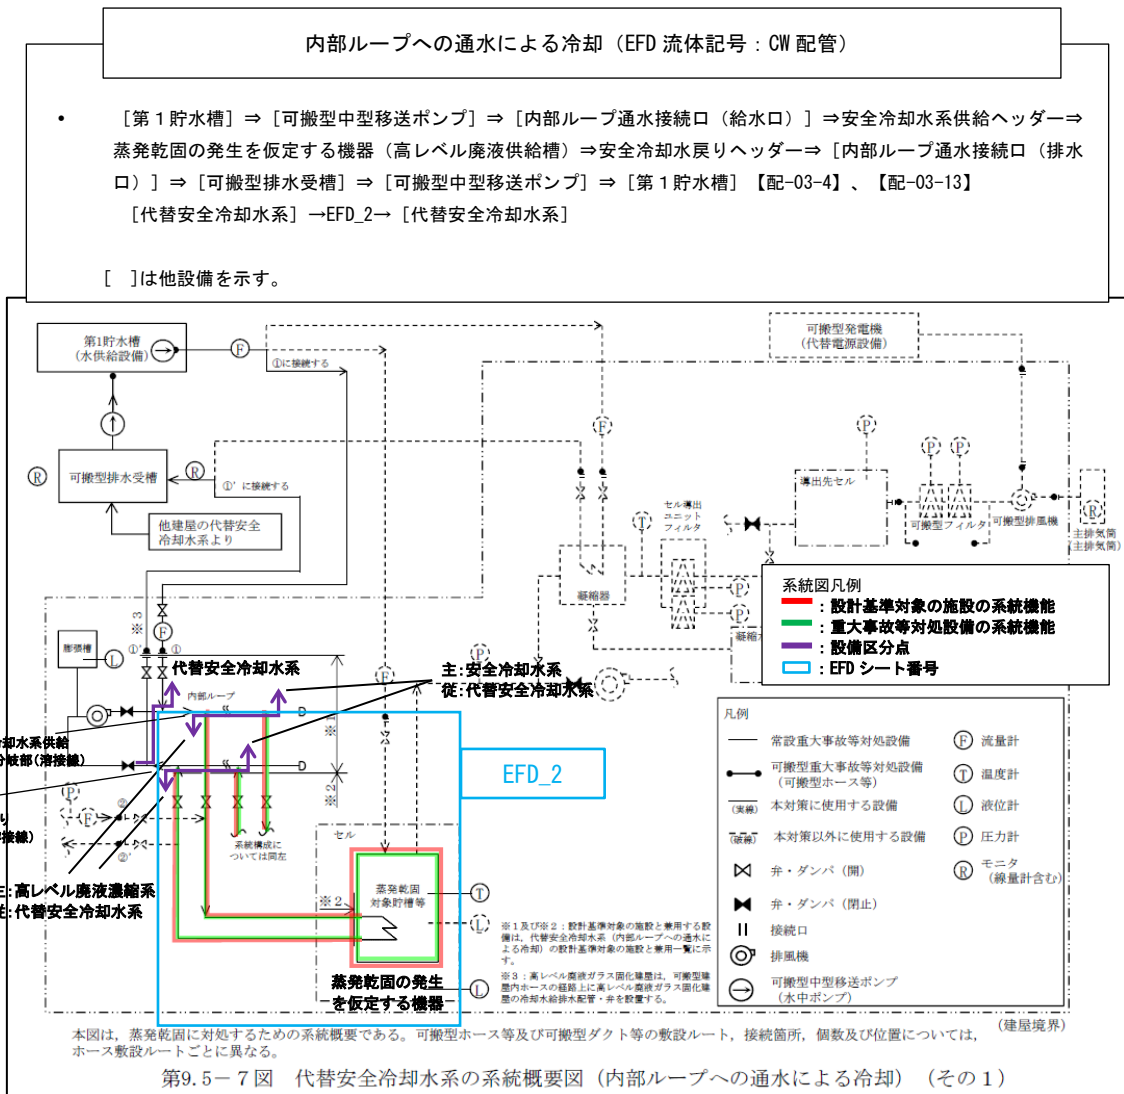 内部ループへの通水による冷却（EFD 流体記号：CW 配管）
• ［第１貯水槽］⇒［可搬型中型移送ポンプ］⇒［内部ループ通水接続口（給水口）］⇒安全冷却水系供給ヘッダー⇒
蒸発乾固の発生を仮定する機器（高レベル廃液供給槽）⇒安全冷却水戻りヘッダー⇒［内部ループ通水接続口（排水
口）］⇒［可搬型排水受槽］⇒［可搬型中型移送ポンプ］⇒［第１貯水槽］【配-03-4】、【配-03-13】
［代替安全冷却水系］→EFD_2→［代替安全冷却水系］
［　］は他設備を示す。
第1貯水槽
(水供給設備)
F
①に接続する
可搬型発電機
(代替電源設備)
F
P
P
P
R
可搬型排水受槽
R
①’に接続する
他建屋の代替安全
冷却水系より
セル導出
ユニット
フィルタ
T
導出先セル
可搬型フィルタ
可搬型排風機
R
主排気筒
(主排気筒)
凝縮器
P
P
凝縮水
系統図凡例
：設計基準対象の施設の系統機能
：重大事故等対処設備の系統機能
：設備区分点
：EFD シート番号
※3
F
①’
①
膨張槽
L
代替安全冷却水系
P
主：安全冷却水系
従：代替安全冷却水系
F
内部ループ
D
※1
冷却水系供給
分岐部(溶接線)
D
EFD_2
※2
P
F
②
②’
り
溶接線)
系統構成に
ついては同左
セル
主：高レベル廃液濃縮系
従：代替安全冷却水系
※2
蒸発乾固
対象貯槽等
T
L
L
蒸発乾固の発生
を仮定する機器
※1及び※2：設計基準対象の施設と兼用する設
備は，代替安全冷却水系（内部ループへの通水に
よる冷却）の設計基準対象の施設と兼用一覧に示
す。
※3：高レベル廃液ガラス固化建屋は，可搬型建
屋内ホースの経路上に高レベル廃液ガラス固化建
屋の冷却水給排水配管・弁を設置する。
凡例
常設重大事故等対処設備
可搬型重大事故等対処設備
(可搬型ホース等)
(実線) 本対策に使用する設備
(破線) 本対策以外に使用する設備
弁・ダンパ（開）
弁・ダンパ（閉止）
接続口
排風機
可搬型中型移送ポンプ
(水中ポンプ)
F 流量計
T 温度計
L 液位計
P 圧力計
R モニタ
(線量計含む)
(建屋境界)
本図は，蒸発乾固に対処するための系統概要である。可搬型ホース等及び可搬型ダクト等の敷設ルート，接続箇所，個数及び位置については，
ホース敷設ルートごとに異なる。
第9.5－７図　代替安全冷却水系の系統概要図（内部ループへの通水による冷却）（その１）